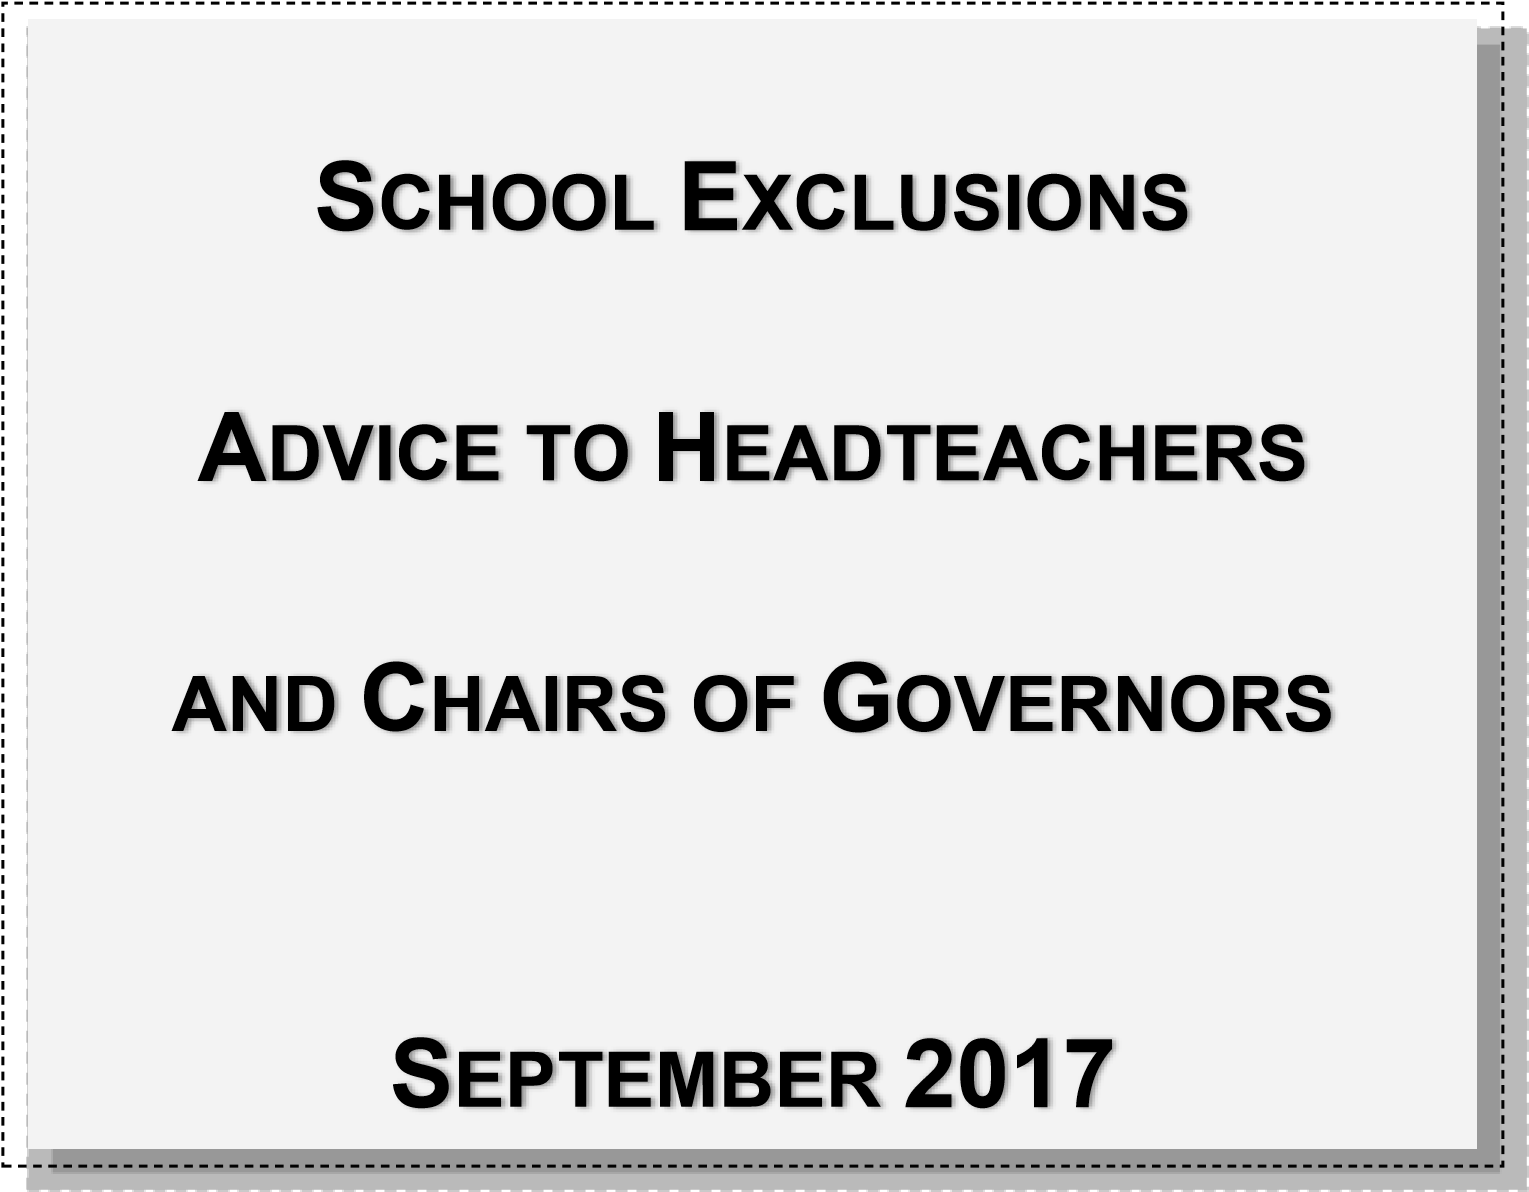 School Exclusions
Advice to Headteachers
and Chairs of Governors
September 2017